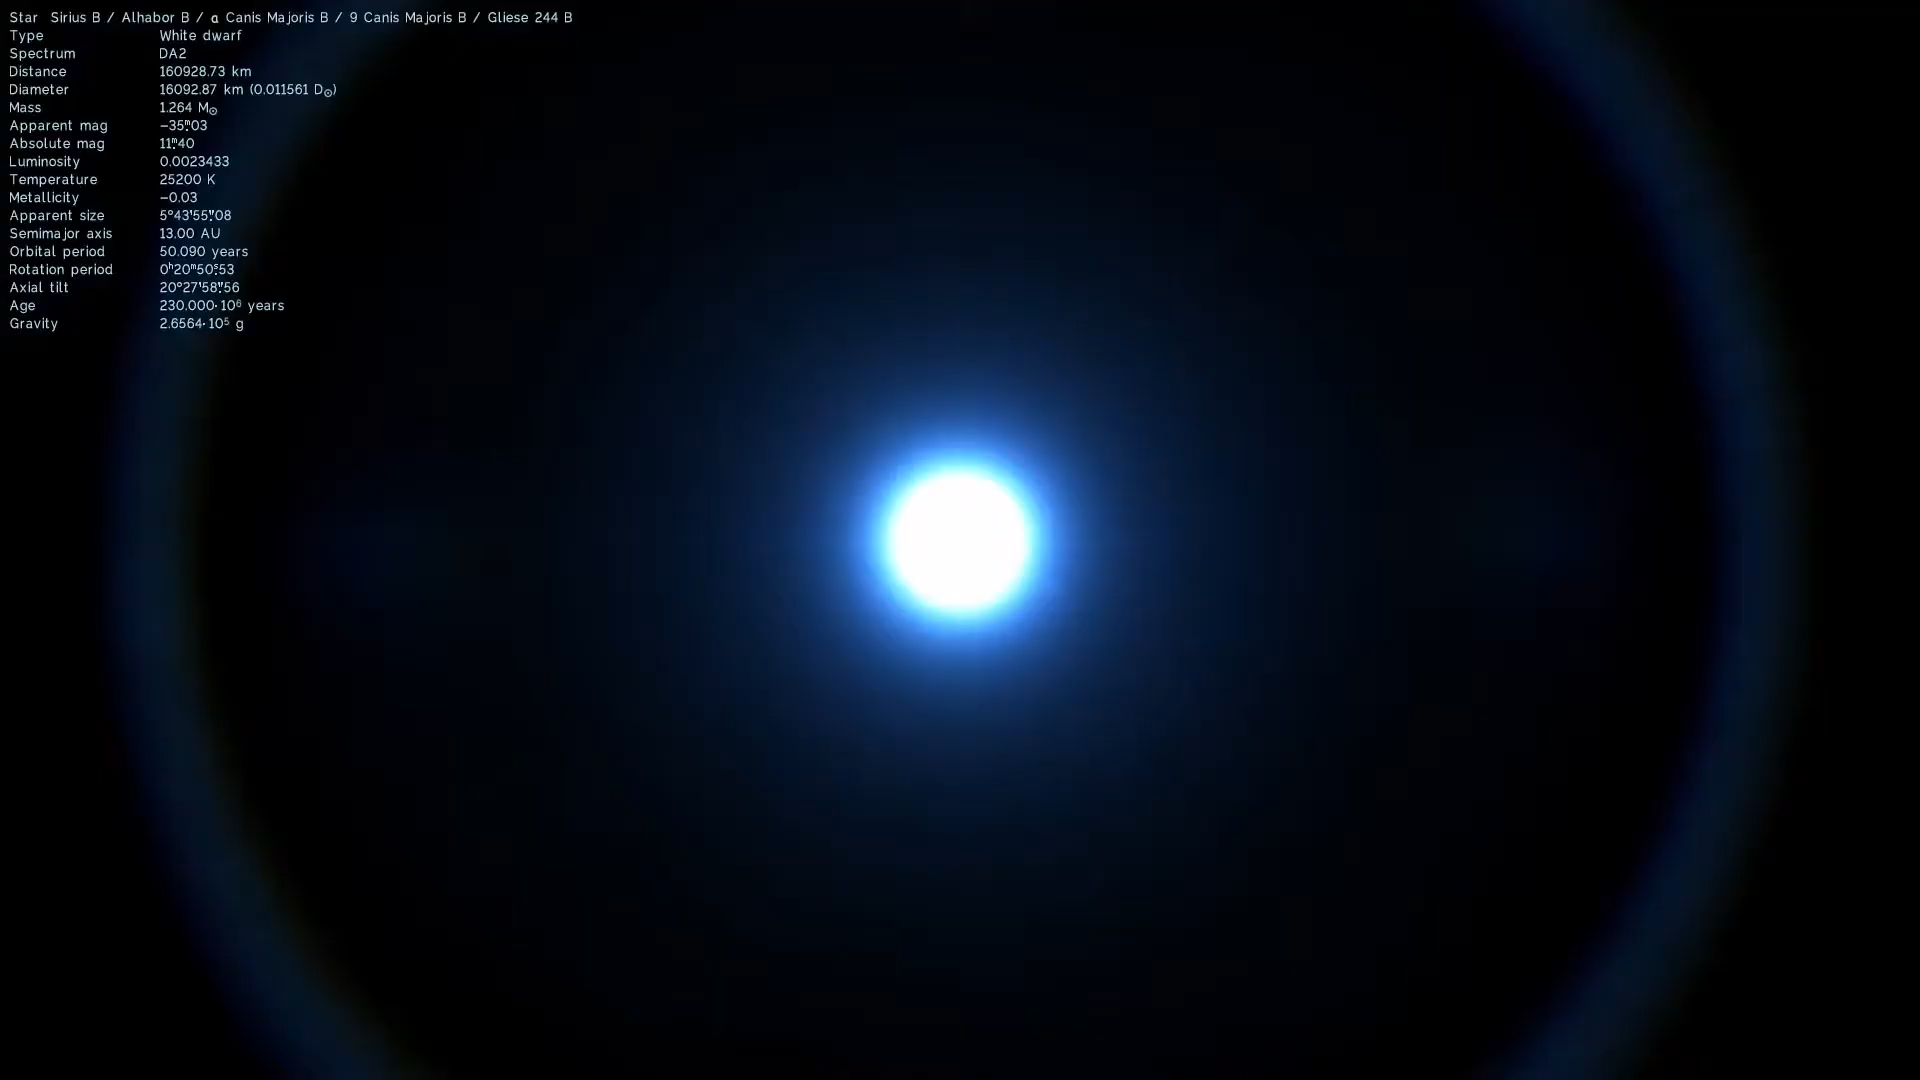 Star Sirius B / Alhabor B / α Canis Majoris B / 9 Canis Majoris B / Gliese 244 B
Type White dwarf
Spectrum DA2
Distance 160928.73 km
Diameter 16092.87 km (0.011561 D☉)
Mass 1.264 M☉
Apparent mag −35ᵐ.03
Absolute mag 11ᵐ.40
Luminosity 0.0023433
Temperature 25200 K
Metallicity −0.03
Apparent size 5°43'55".08
Semimajor axis 13.00 AU
Orbital period 50.090 years
Rotation period 0ʰ20ᵐ50ˢ.53
Axial tilt 20°27'58".56
Age 230.000·10⁶ years
Gravity 2.6564·10⁵ g